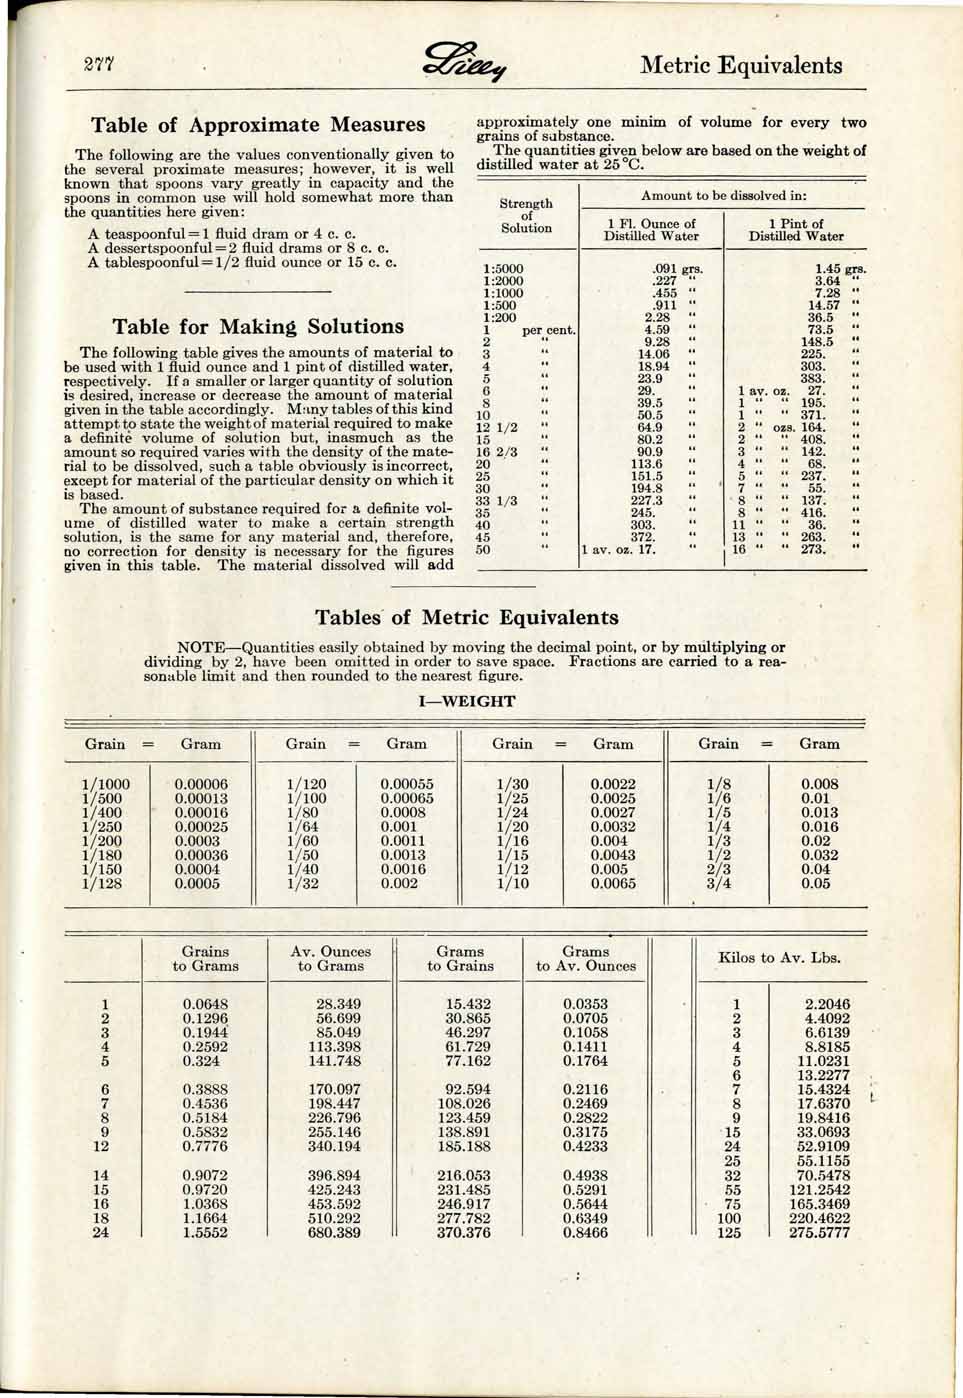 277
Lilly
Metric Equivalents
Table of Approximate Measures
The following are the values conventionally given to
the several proximate measures; however, it is well
known that spoons vary greatly in capacity and the
spoons in common use will hold somewhat more than
the quantities here given:
A teaspoonful=1 fluid dram or 4 c. c.
A dessertspoonful=2 fluid drams or 8 c. c.
A tablespoonful=1/2 fluid ounce or 15 c. c.
Table for Making Solutions
The following table gives the amounts of material to
be used with 1 fluid ounce and 1 pint of distilled water,
respectively. If a smaller or larger quantity of solution
is desired, increase or decrease the amount of material
given in the table accordingly. Many tables of this kind
attempt to state the weight of material required to make
a definite volume of solution but, inasmuch as the
amount so required varies with the density of the mate-
rial to be dissolved, such a table obviously is incorrect,
except for material of the particular density on which it
is based.
The amount of substance required for a definite vol-
ume of distilled water to make a certain strength
solution, is the same for any material and, therefore,
no correction for density is necessary for the figures
given in this table. The material dissolved will add
approximately one minim of volume for every two
grains of substance.
The quantities given below are based on the weight of
distilled water at 25°C.
Strength of Solution
Amount to be dissolved in:
1 Fl. Ounce of Distilled Water
1 Pint of Distilled Water
1:5000 .091 grs. 1.45 grs.
1:2000 .227 " 3.64 "
1:1000 .455 " 7.28 "
1:500 .911 " 14.57 "
1:200 2.28 " 36.5 "
1 per cent. 4.59 " 73.5 "
2 " 9.28 " 148.5 "
3 " 14.06 " 225. "
4 " 18.94 " 303. "
5 " 23.9 " 383. "
6 " 29. " 1 av. oz. 27. "
8 " 39.5 " 1 " " 195. "
10 " 50.5 " 1 " " 371. "
12 1/2 " 64.9 " 2 " ozs. 164. "
15 " 80.2 " 2 " " 408. "
16 2/3 " 90.9 " 3 " " 142. "
20 " 113.6 " 4 " " 68. "
25 " 151.5 " 5 " " 237. "
30 " 194.8 " 7 " " 55. "
33 1/3 " 227.3 " 8 " " 137. "
35 " 245. " 8 " " 416. "
40 " 303. " 11 " " 36. "
45 " 372. " 13 " " 263. "
50 " 1 av. oz. 17. " 16 " " 273. "
Tables of Metric Equivalents
NOTE—Quantities easily obtained by moving the decimal point, or by multiplying or
dividing by 2, have been omitted in order to save space. Fractions are carried to a rea-
sonable limit and then rounded to the nearest figure.
I—WEIGHT
Grain = Gram Grain = Gram Grain = Gram Grain = Gram
1/1000 0.00006 1/120 0.00055 1/30 0.0022 1/8 0.008
1/500 0.00013 1/100 0.00065 1/25 0.0025 1/6 0.01
1/400 0.00016 1/80 0.0008 1/24 0.0027 1/5 0.013
1/250 0.00025 1/64 0.001 1/20 0.0032 1/4 0.016
1/200 0.0003 1/60 0.0011 1/16 0.004 1/3 0.02
1/180 0.00036 1/50 0.0013 1/15 0.0043 1/2 0.032
1/150 0.0004 1/40 0.0016 1/12 0.005 2/3 0.04
1/128 0.0005 1/32 0.002 1/10 0.0065 3/4 0.05
Grains to Grams
Av. Ounces to Grams
Grams to Grains
Grams to Av. Ounces
1 0.0648 28.349 15.432 0.0353
2 0.1296 56.699 30.865 0.0705
3 0.1944 85.049 46.297 0.1058
4 0.2592 113.398 61.729 0.1411
5 0.324 141.748 77.162 0.1764
6 0.3888 170.097 92.594 0.2116
7 0.4536 198.447 108.026 0.2469
8 0.5184 226.796 123.459 0.2822
9 0.5832 255.146 138.891 0.3175
12 0.7776 340.194 185.188 0.4233
14 0.9072 396.894 216.053 0.4938
15 0.9720 425.243 231.485 0.5291
16 1.0368 453.592 246.917 0.5644
18 1.1664 510.292 277.782 0.6349
24 1.5552 680.389 370.376 0.8466
Kilos to Av. Lbs.
1 2.2046
2 4.4092
3 6.6139
4 8.8185
5 11.0231
6 13.2277
7 15.4324
8 17.6370
9 19.8416
15 33.0693
24 52.9109
25 55.1155
32 70.5478
55 121.2542
75 165.3469
100 220.4622
125 275.5777